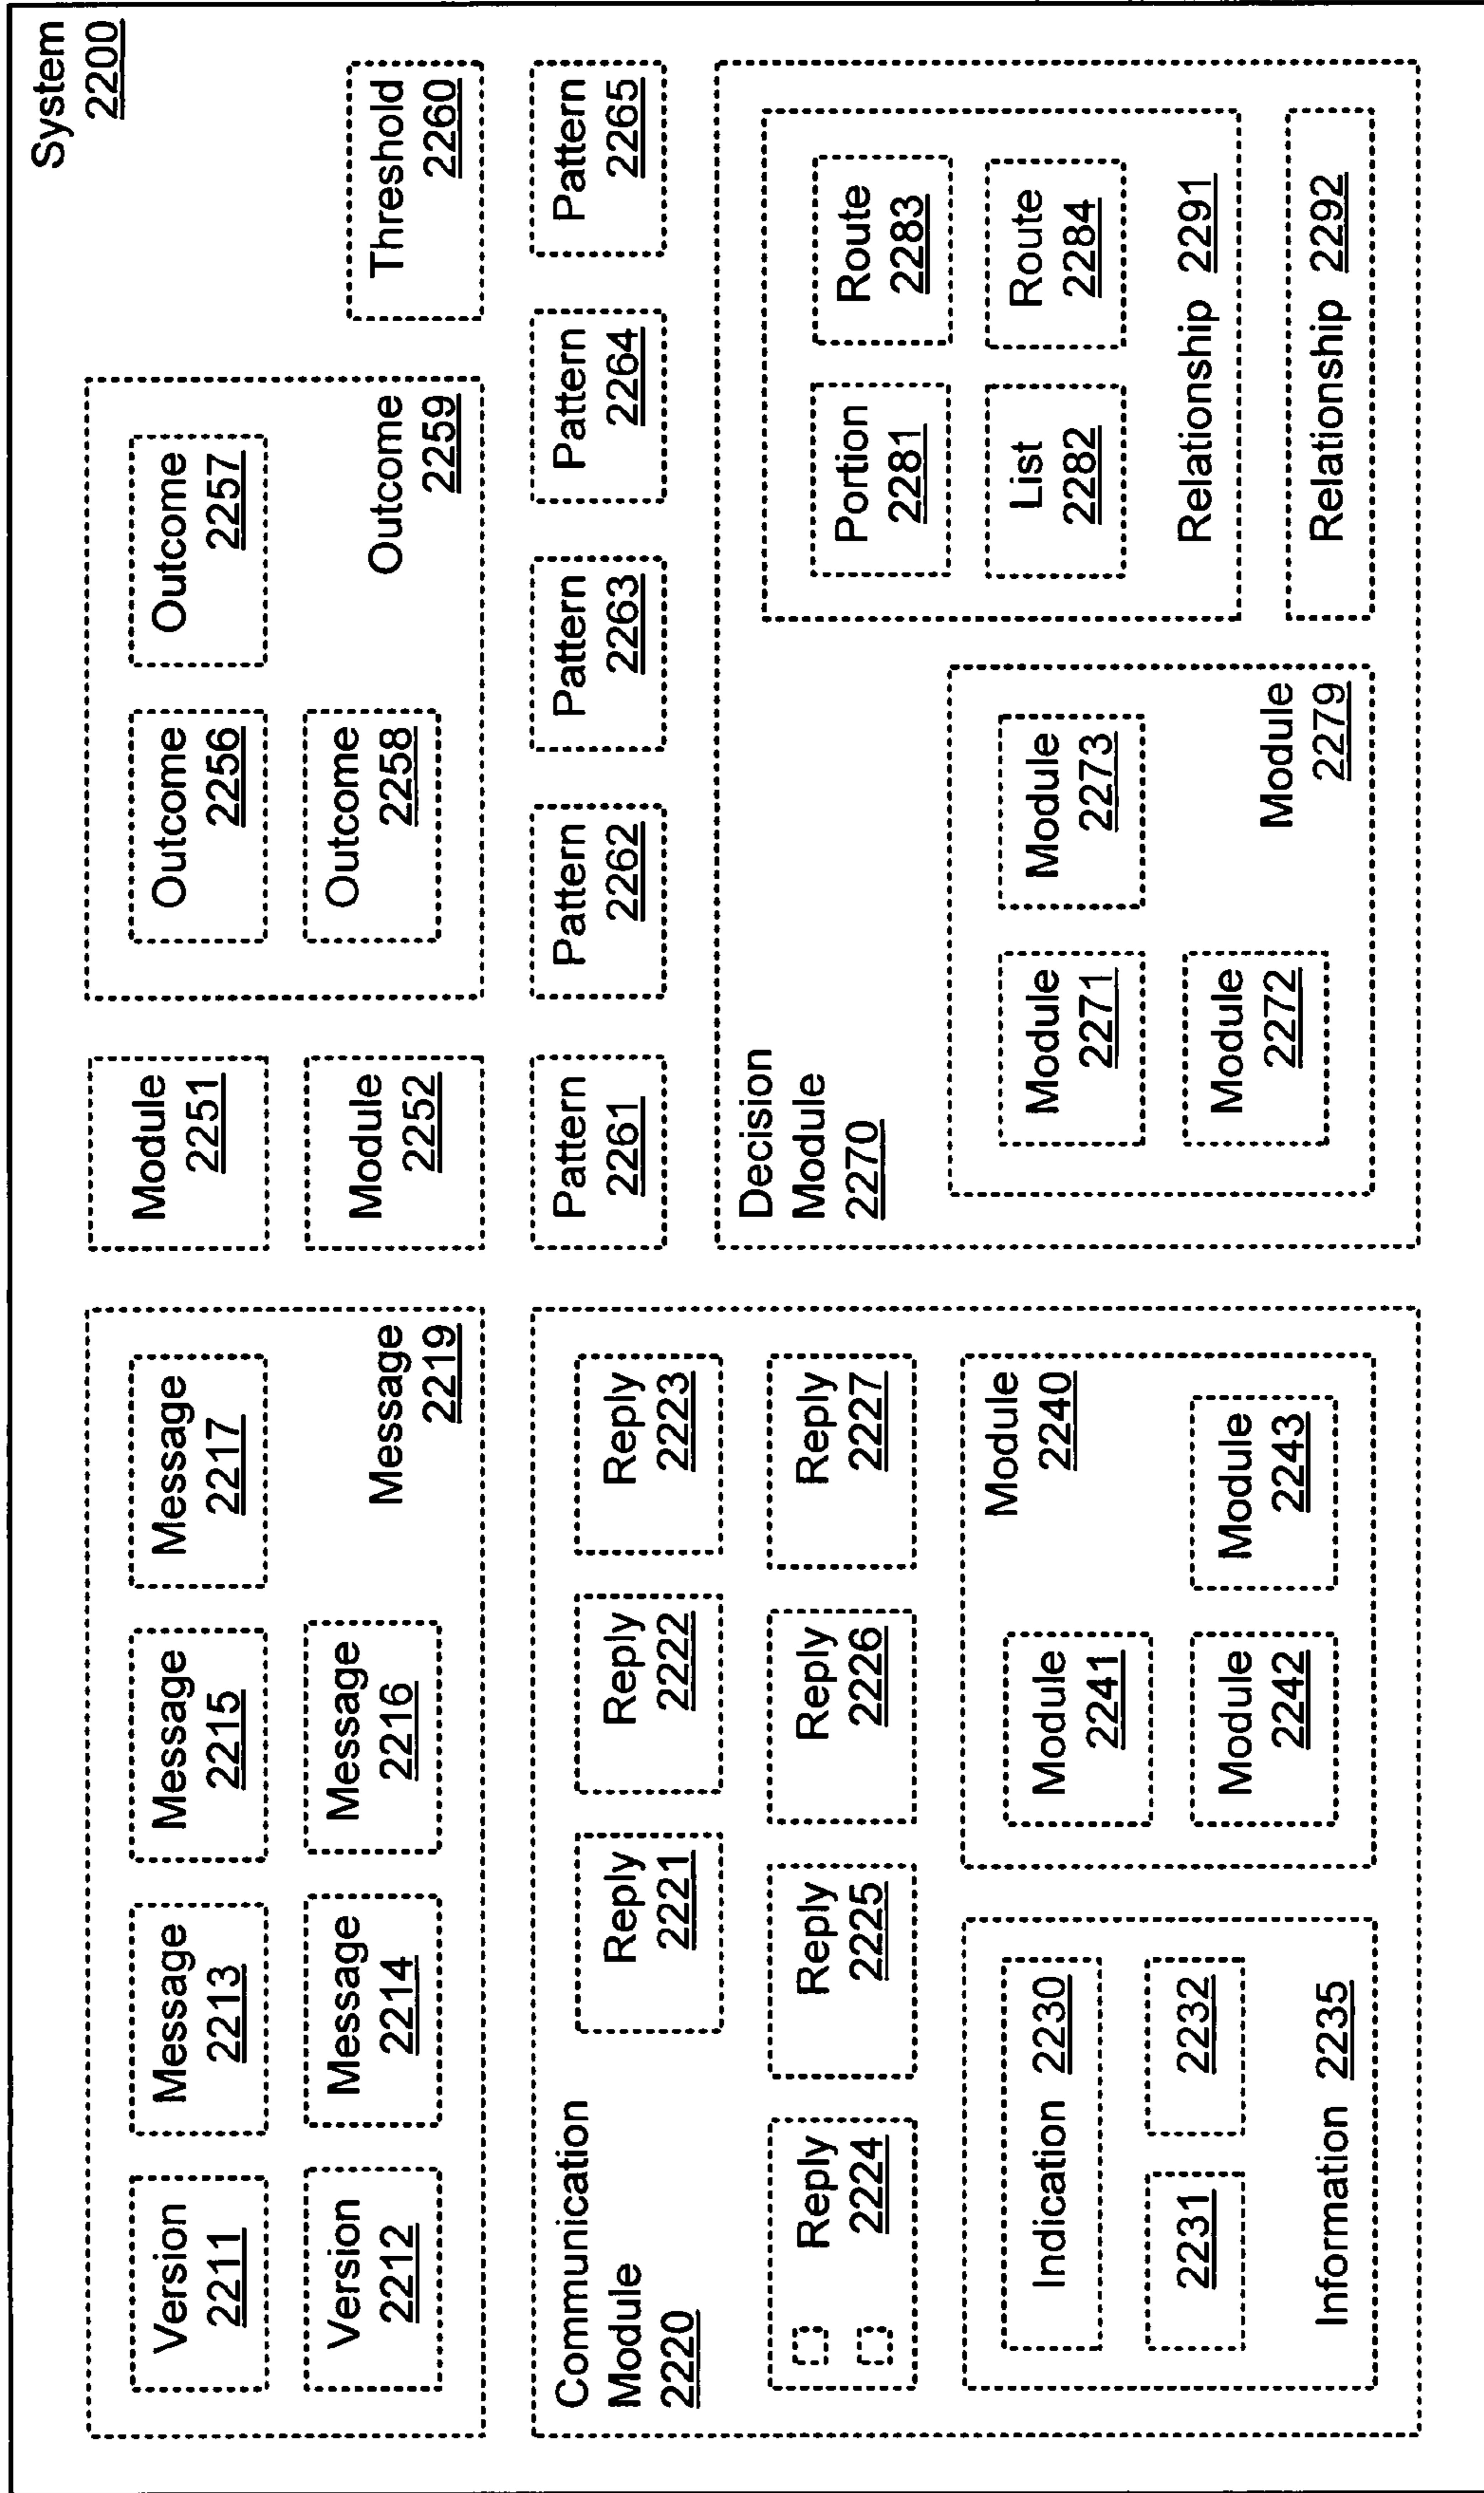 System
2200
Version
2211
Message
2213
Message
2215
Message
2217
Version
2212
Message
2214
Message
2216
Message
2219
Module
2251
Module
2252
Outcome
2256
Outcome
2257
Outcome
2258
Outcome
2259
Threshold
2260
Communication
Module
2220
Reply
2221
Reply
2222
Reply
2223
Reply
2224
Reply
2225
Reply
2226
Reply
2227
Indication 2230
2231
2232
Information 2235
Module
2240
Module
2241
Module
2242
Module
2243
Pattern
2261
Pattern
2262
Pattern
2263
Pattern
2264
Pattern
2265
Decision
Module
2270
Module
2271
Module
2273
Module
2272
Module
2279
Portion
2281
Route
2283
List
2282
Route
2284
Relationship 2291
Relationship 2292